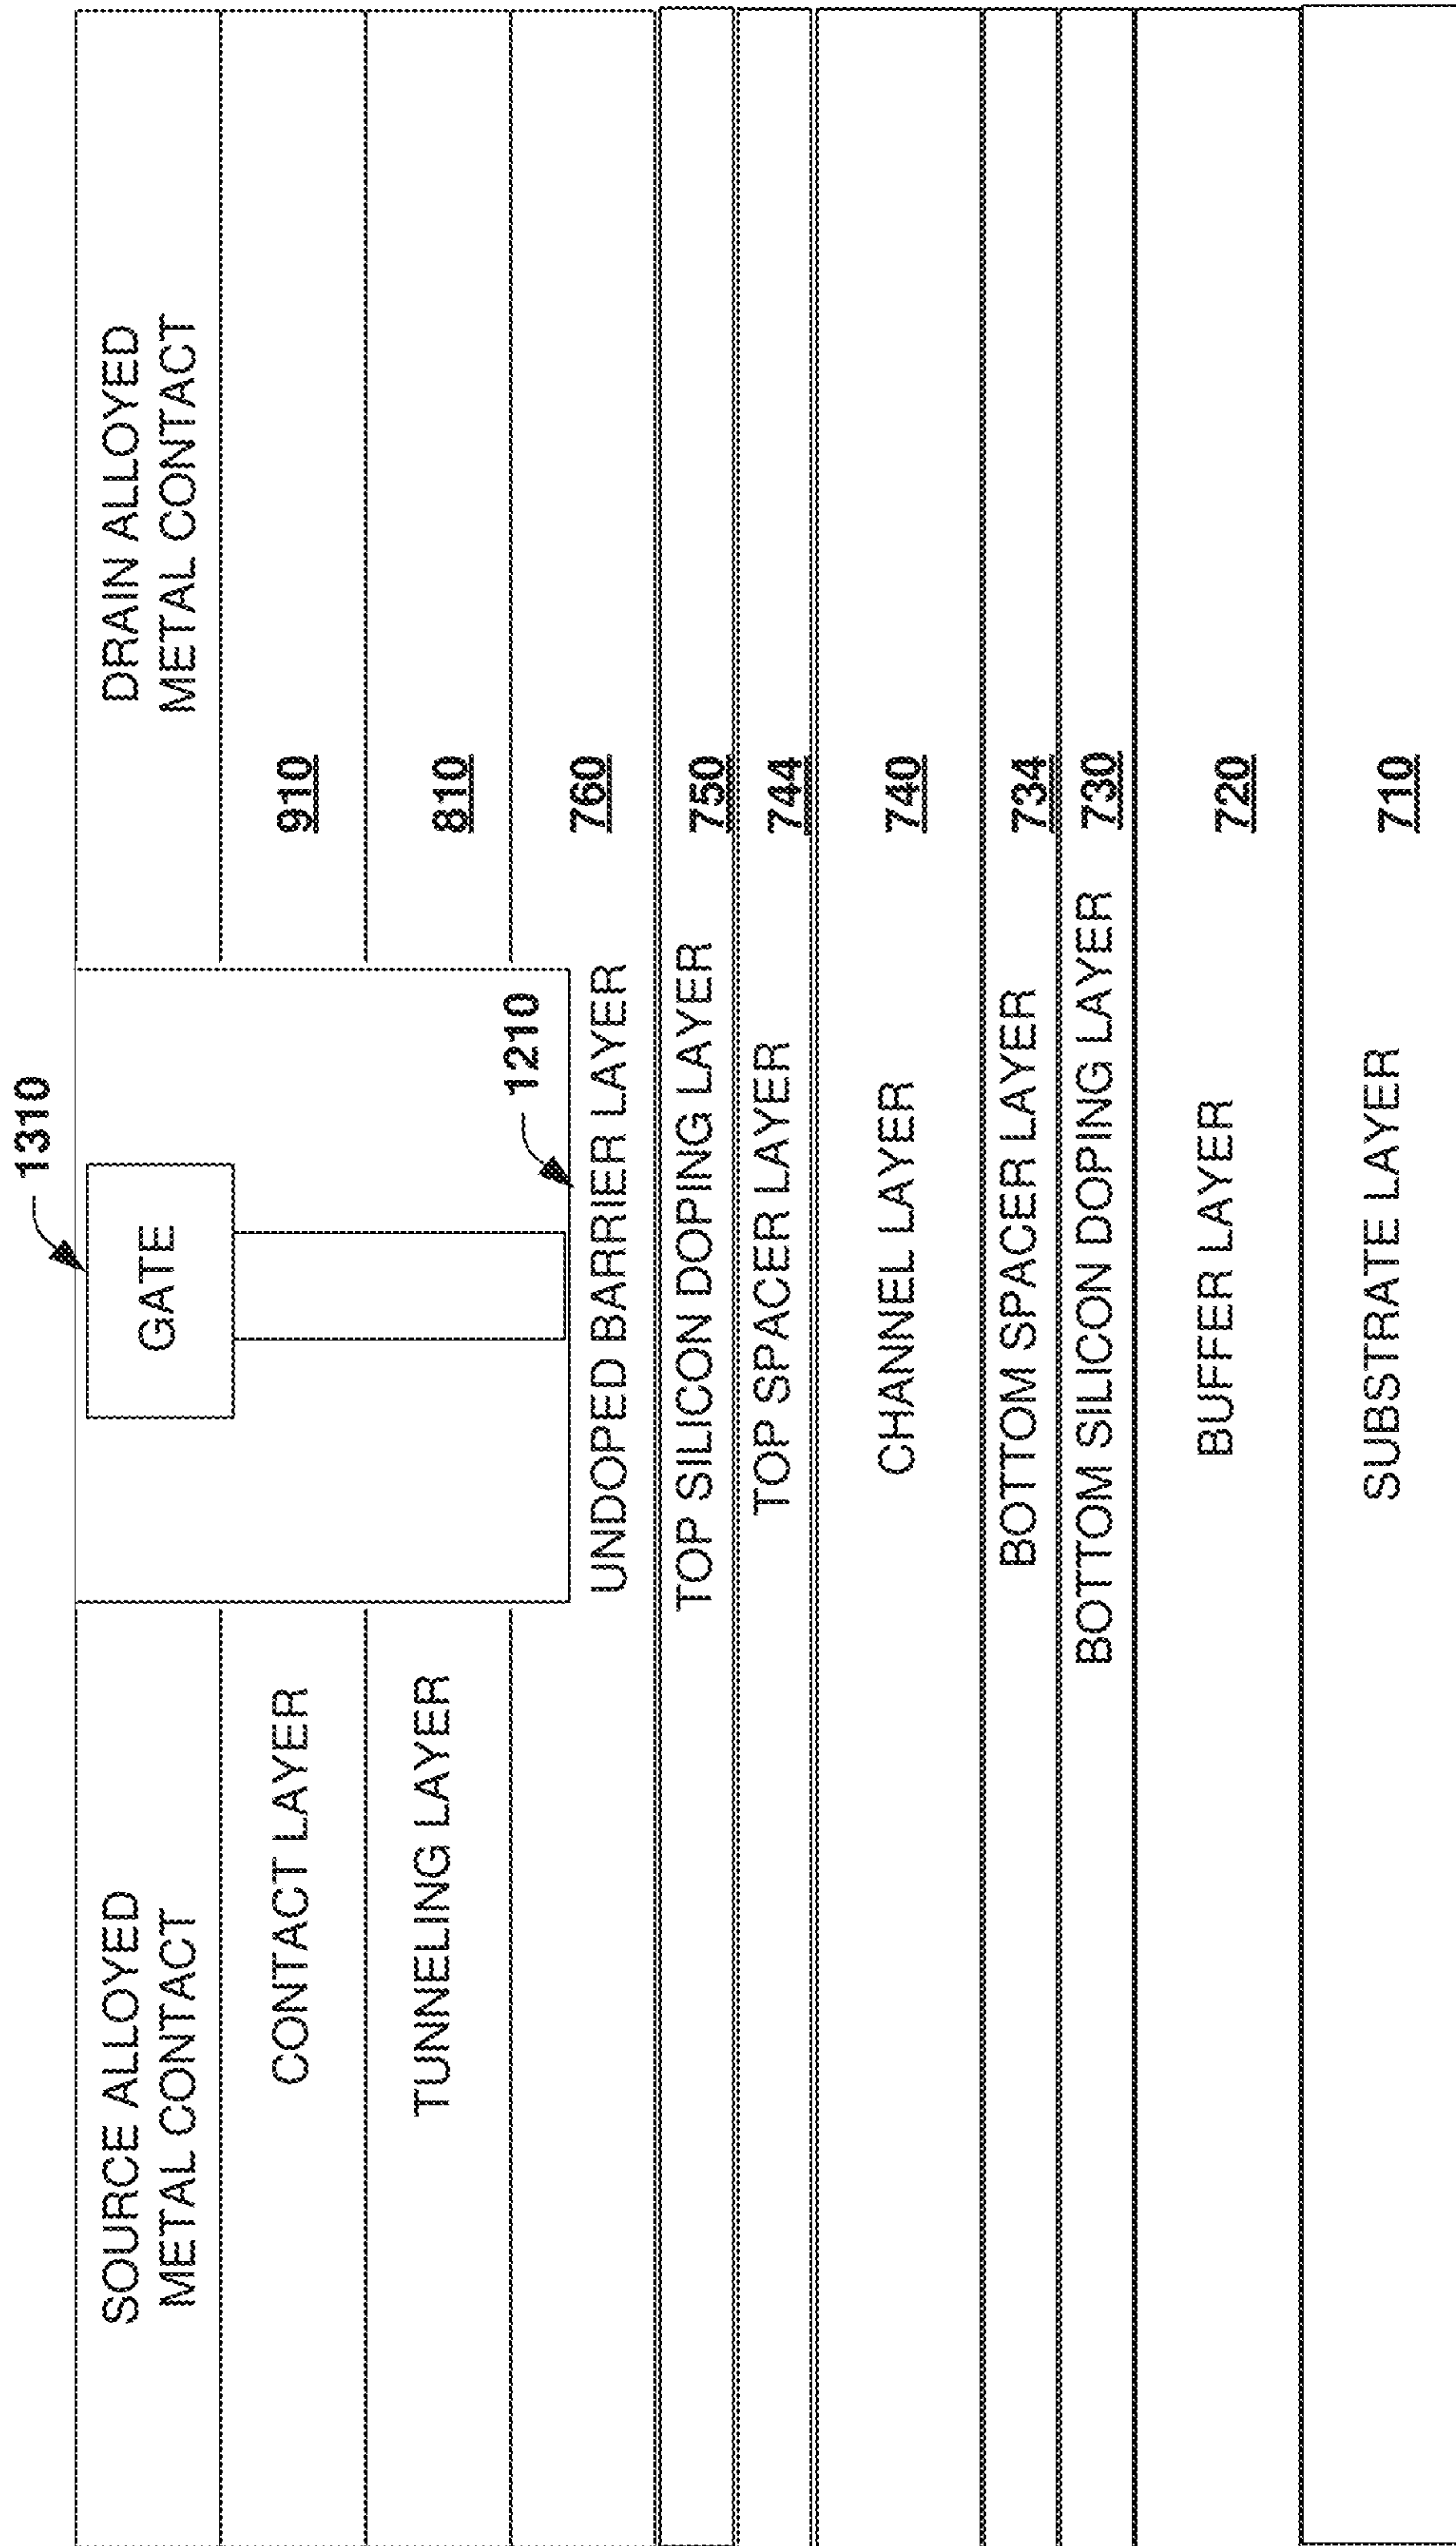 1310
SOURCE ALLOYED
METAL CONTACT
GATE
DRAIN ALLOYED
METAL CONTACT
CONTACT LAYER
910
TUNNELING LAYER
810
1210
UNDOPED BARRIER LAYER
760
TOP SILICON DOPING LAYER
750
TOP SPACER LAYER
744
CHANNEL LAYER
740
BOTTOM SPACER LAYER
734
BOTTOM SILICON DOPING LAYER
730
BUFFER LAYER
720
SUBSTRATE LAYER
710